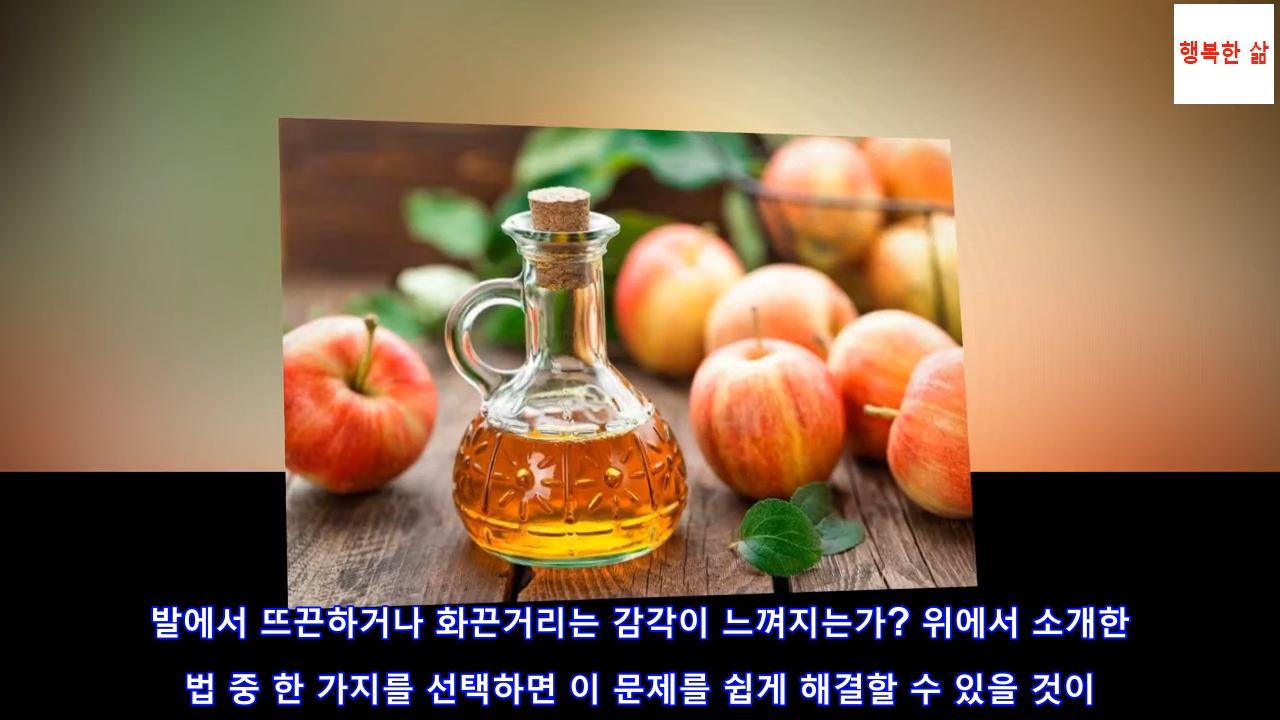 행복한 삶
발에서 뜨끈하거나 화끈거리는 감각이 느껴지는가? 위에서 소개한
법 중 한 가지를 선택하면 이 문제를 쉽게 해결할 수 있을 것이